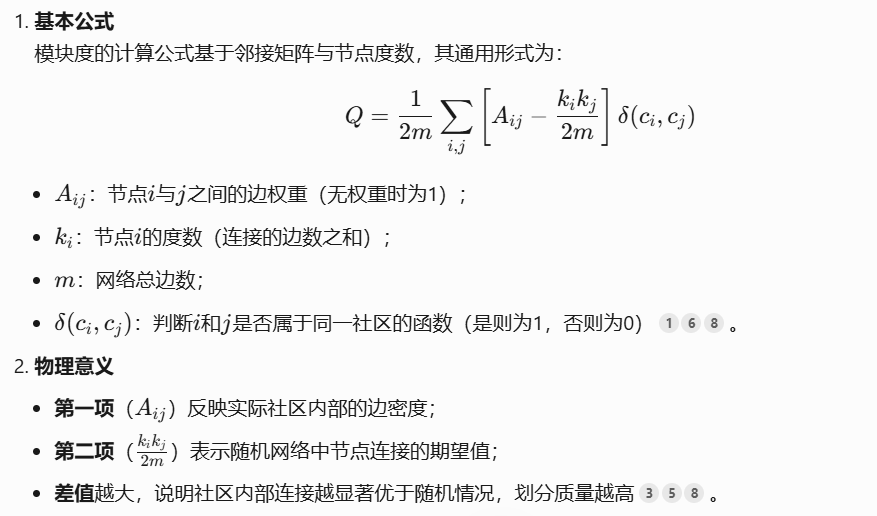 1. 基本公式
模块度的计算公式基于邻接矩阵与节点度数，其通用形式为：
Q = \frac{1}{2m} \sum_{i,j} \left[ A_{ij} - \frac{k_i k_j}{2m} \right] \delta(c_i, c_j)
• A_{ij}：节点i与j之间的边权重（无权重时为1）；
• k_i：节点i的度数（连接的边数之和）；
• m：网络总边数；
• δ(c_i, c_j)：判断i和j是否属于同一社区的函数（是则为1，否则为0） 1 6 8 。
2. 物理意义
• 第一项（A_{ij}）反映实际社区内部的边密度；
• 第二项（\frac{k_i k_j}{2m}）表示随机网络中节点连接的期望值；
• 差值越大，说明社区内部连接越显著优于随机情况，划分质量越高 3 5 8 。